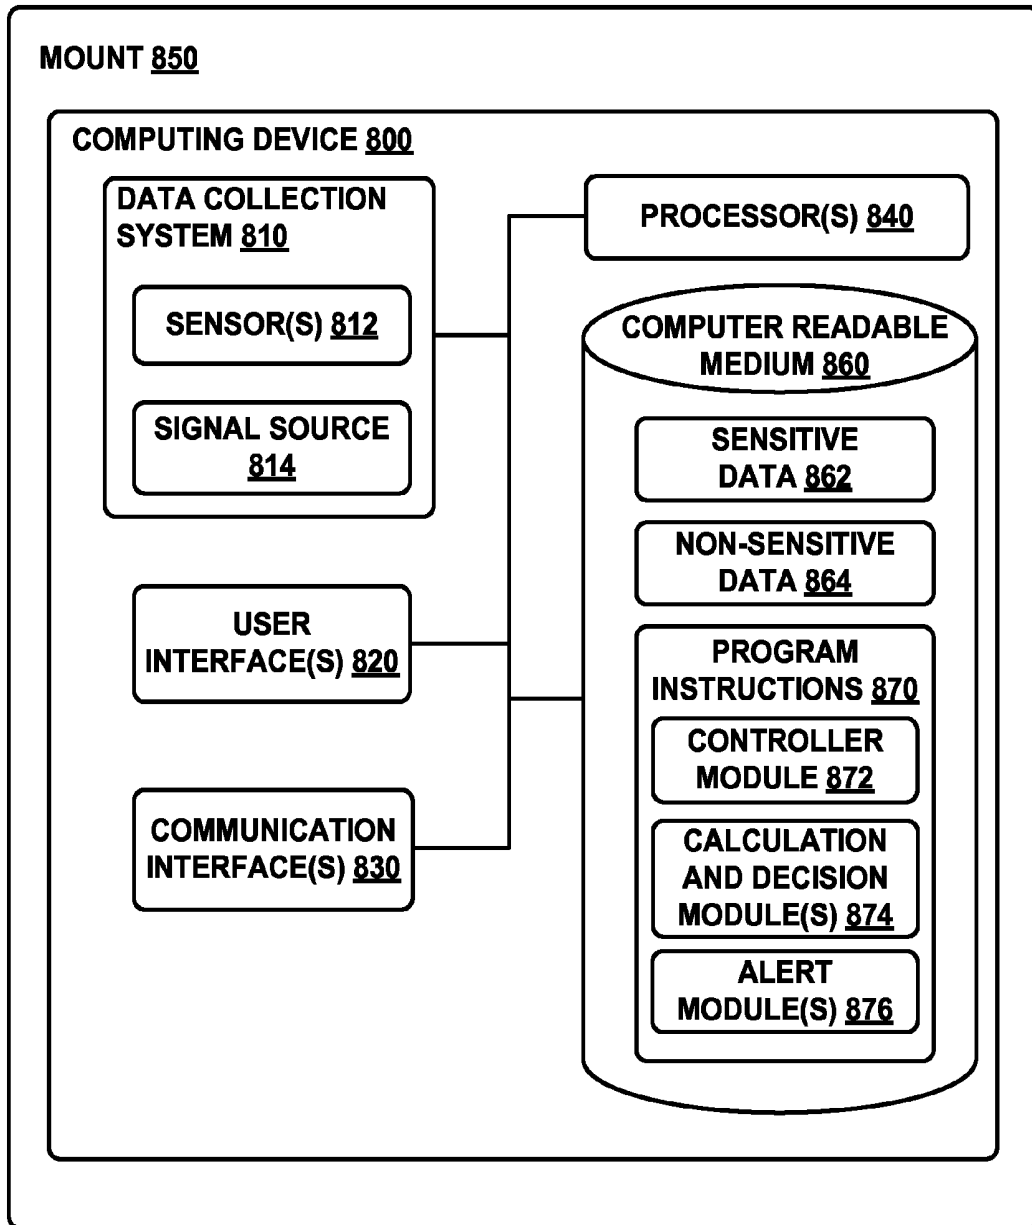 MOUNT 850
COMPUTING DEVICE 800
DATA COLLECTION
SYSTEM 810
SENSOR(S) 812
SIGNAL SOURCE
814
USER
INTERFACE(S) 820
COMMUNICATION
INTERFACE(S) 830
PROCESSOR(S) 840
COMPUTER READABLE
MEDIUM 860
SENSITIVE
DATA 862
NON-SENSITIVE
DATA 864
PROGRAM
INSTRUCTIONS 870
CONTROLLER
MODULE 872
CALCULATION
AND DECISION
MODULE(S) 874
ALERT
MODULE(S) 876